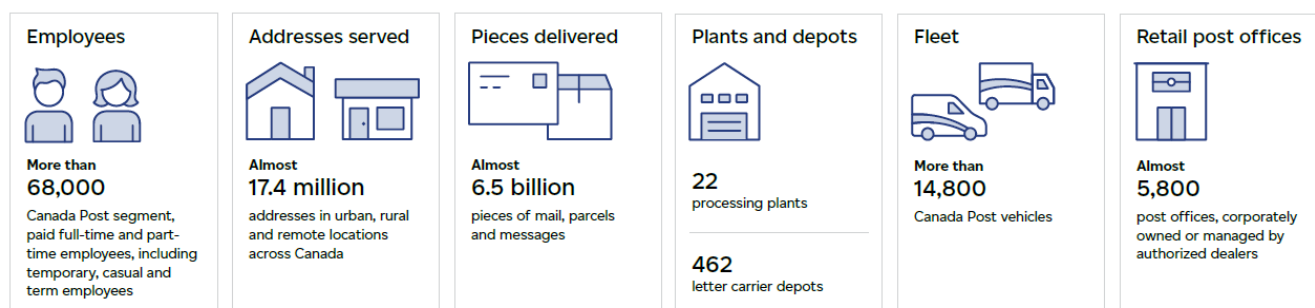 Employees
More than
68,000
Canada Post segment,
paid full-time and part-
time employees, including
temporary, casual and
term employees
Addresses served
Almost
17.4 million
addresses in urban, rural
and remote locations
across Canada
Pieces delivered
Almost
6.5 billion
pieces of mail, parcels
and messages
Plants and depots
22
processing plants
462
letter carrier depots
Fleet
More than
14,800
Canada Post vehicles
Retail post offices
Almost
5,800
post offices, corporately
owned or managed by
authorized dealers